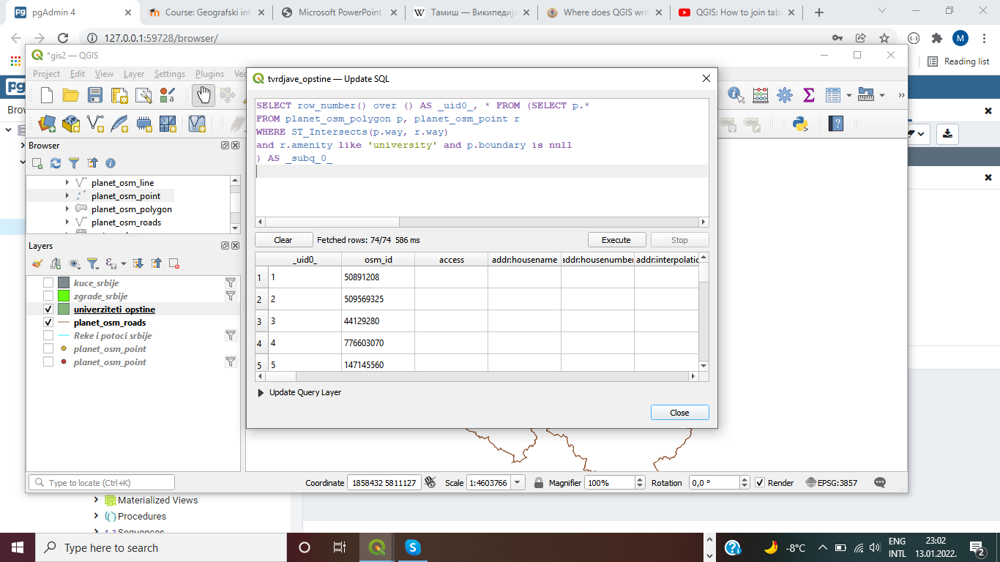 pgAdmin 4
Course: Geografski inf
Microsoft PowerPoint
Тамиш — Википедија
Where does QGIS writ
QGIS: How to join tab
127.0.0.1:59728/browser/
M
Reading list
pg
*gis2 — QGIS
Project Edit View Layer Settings Plugins Vec
Browser
planet_osm_line
planet_osm_point
planet_osm_polygon
planet_osm_roads
Layers
kuce_srbije
zgrade_srbije
univerziteti_opstine
planet_osm_roads
Reke i potoci srbije
planet_osm_point
planet_osm_point
tvrdjave_opstine — Update SQL
SELECT row_number() over () AS _uid0_, * FROM (SELECT p.*
FROM planet_osm_polygon p, planet_osm_point r
WHERE ST_Intersects(p.way, r.way)
and r.amenity like 'university' and p.boundary is null
) AS _subq_0_
Clear
Fetched rows: 74/74 586 ms
Execute
Stop
_uid0_ osm_id access addr:housename addr:housenumber addr:interpolatic
1 1 50891208
2 2 509569325
3 3 44129280
4 4 776603070
5 5 147145560
Update Query Layer
Close
Type to locate (Ctrl+K)
Coordinate 1858432 5811127
Scale 1:4603766
Magnifier 100%
Rotation 0,0 °
Render
EPSG:3857
Materialized Views
Procedures
Sequences
Type here to search
-8°C
ENG
INTL
23:02
13.01.2022.
2